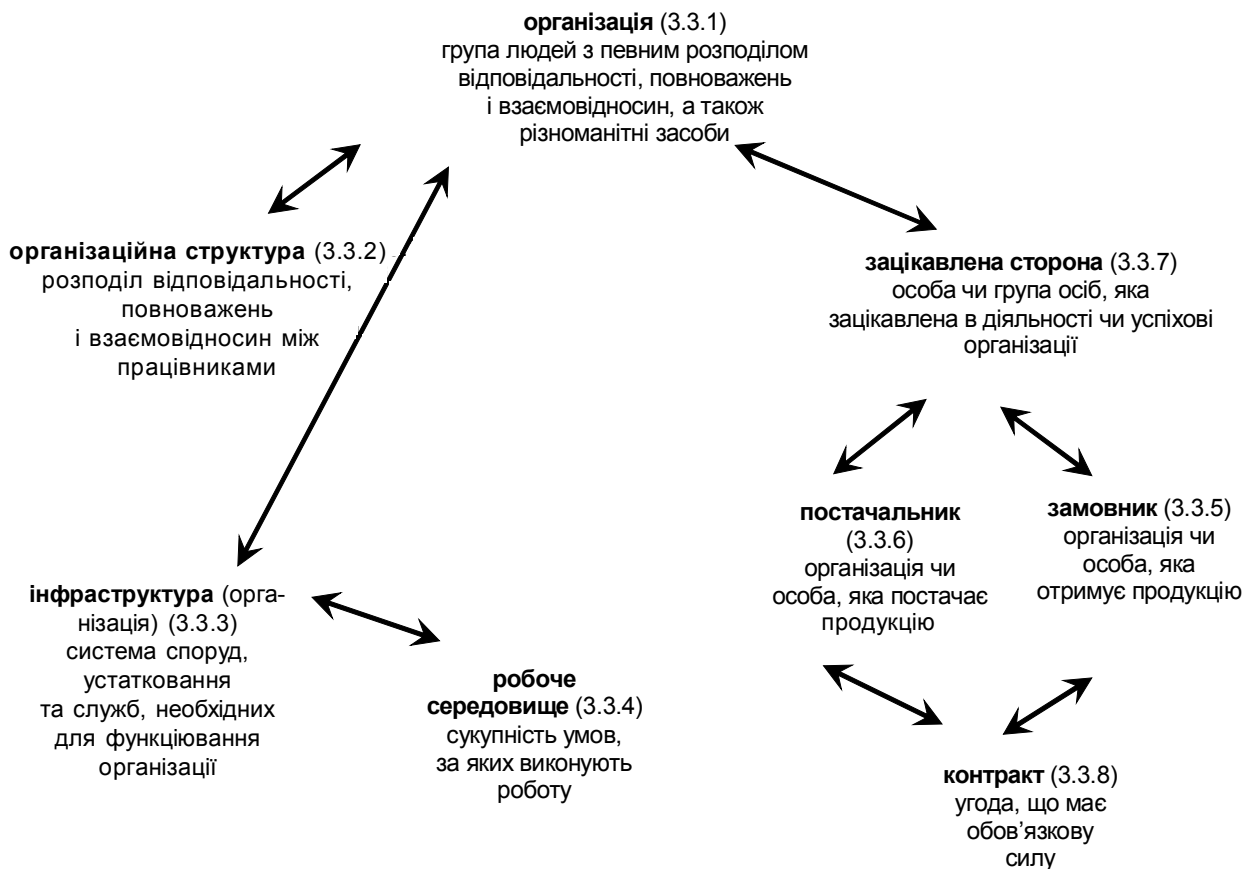 організація (3.3.1)
група людей з певним розподілом
відповідальності, повноважень
і взаємовідносин, а також
різноманітні засоби
організаційна структура (3.3.2)
розподіл відповідальності,
повноважень
і взаємовідносин між
працівниками
зацікавлена сторона (3.3.7)
особа чи група осіб, яка
зацікавлена в діяльності чи успіхові
організації
постачальник
(3.3.6)
організація чи
особа, яка постачає
продукцію
замовник (3.3.5)
організація чи
особа, яка
отримує продукцію
інфраструктура (орга-
нізація) (3.3.3)
система споруд,
устатковання
та служб, необхідних
для функціювання
організації
робоче
середовище (3.3.4)
сукупність умов,
за яких виконують
роботу
контракт (3.3.8)
угода, що має
обов’язкову
силу